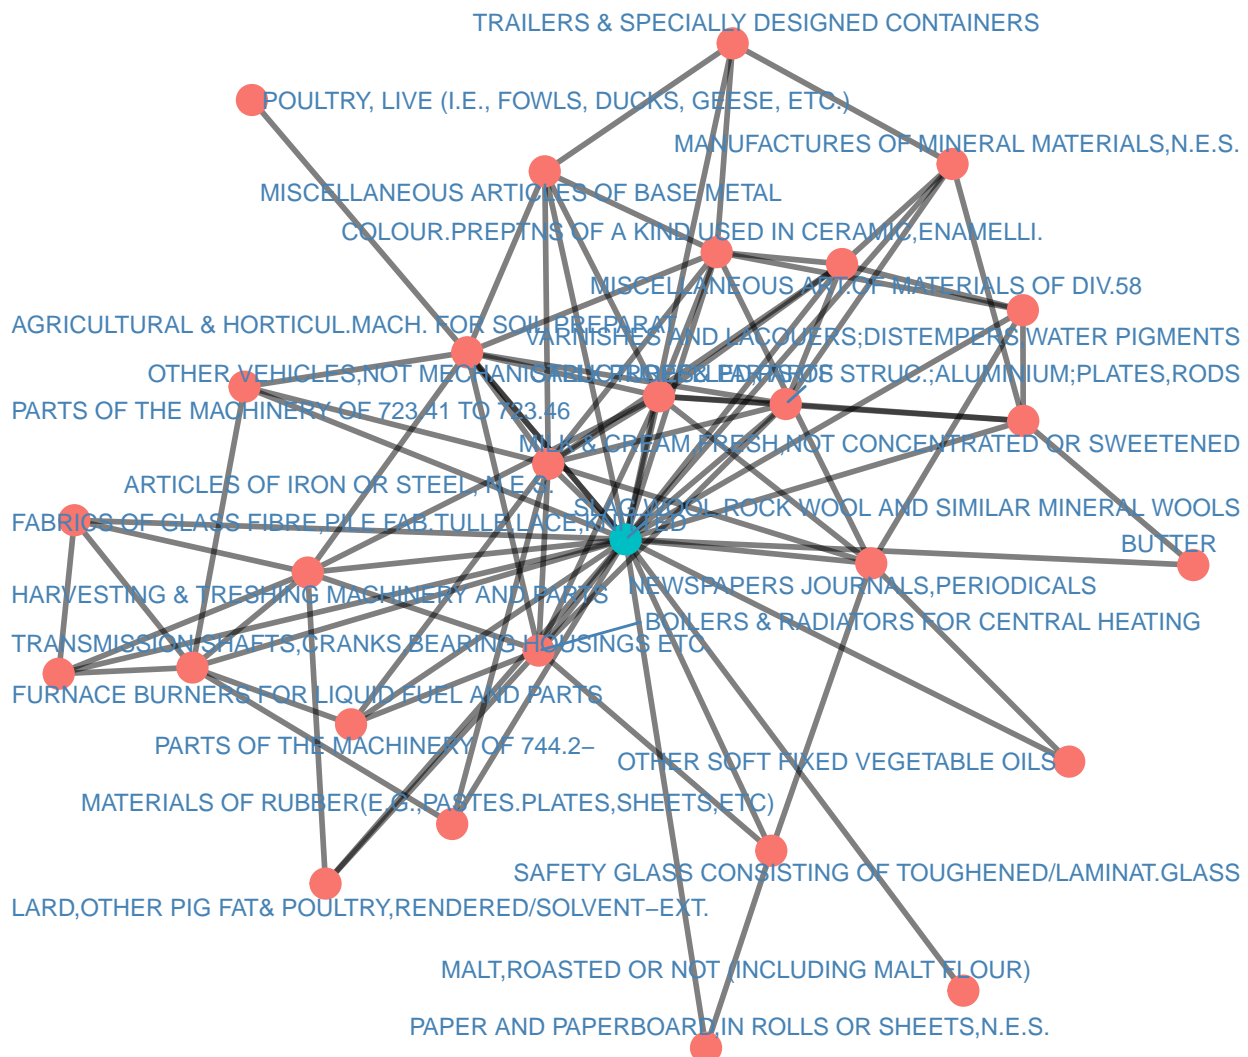 TRAILERS & SPECIALLY DESIGNED CONTAINERS
POULTRY, LIVE (I.E., FOWLS, DUCKS, GEESE, ETC.)
MANUFACTURES OF MINERAL MATERIALS,N.E.S.
MISCELLANEOUS ARTICLES OF BASE METAL
COLOUR.PREPTNS OF A KIND USED IN CERAMIC,ENAMELLI.
MISCELLANEOUS ART.OF MATERIALS OF DIV.58
AGRICULTURAL & HORTICUL.MACH. FOR SOIL PREPARAT
VARNISHES AND LACQUERS;DISTEMPERS,WATER PIGMENTS
OTHER VEHICLES,NOT MECHANICALLY PROPELLED,PARTS
STRUCTURES & PARTS OF STRUC.;ALUMINIUM;PLATES,RODS
PARTS OF THE MACHINERY OF 723.41 TO 723.46
MILK & CREAM,FRESH,NOT CONCENTRATED OR SWEETENED
ARTICLES OF IRON OR STEEL, N.E.S.
SLAG WOOL,ROCK WOOL AND SIMILAR MINERAL WOOLS
FABRICS OF GLASS FIBRE,PILE FAB.TULLE,LACE,KNITTED
BUTTER
NEWSPAPERS JOURNALS,PERIODICALS
HARVESTING & TRESHING MACHINERY AND PARTS
BOILERS & RADIATORS FOR CENTRAL HEATING
TRANSMISSION SHAFTS,CRANKS,BEARING HOUSINGS ETC
FURNACE BURNERS FOR LIQUID FUEL AND PARTS
PARTS OF THE MACHINERY OF 744.2–
OTHER SOFT FIXED VEGETABLE OILS
MATERIALS OF RUBBER(E.G.,PASTES.PLATES,SHEETS,ETC)
SAFETY GLASS CONSISTING OF TOUGHENED/LAMINAT.GLASS
LARD,OTHER PIG FAT& POULTRY,RENDERED/SOLVENT–EXT.
MALT,ROASTED OR NOT (INCLUDING MALT FLOUR)
PAPER AND PAPERBOARD,IN ROLLS OR SHEETS,N.E.S.